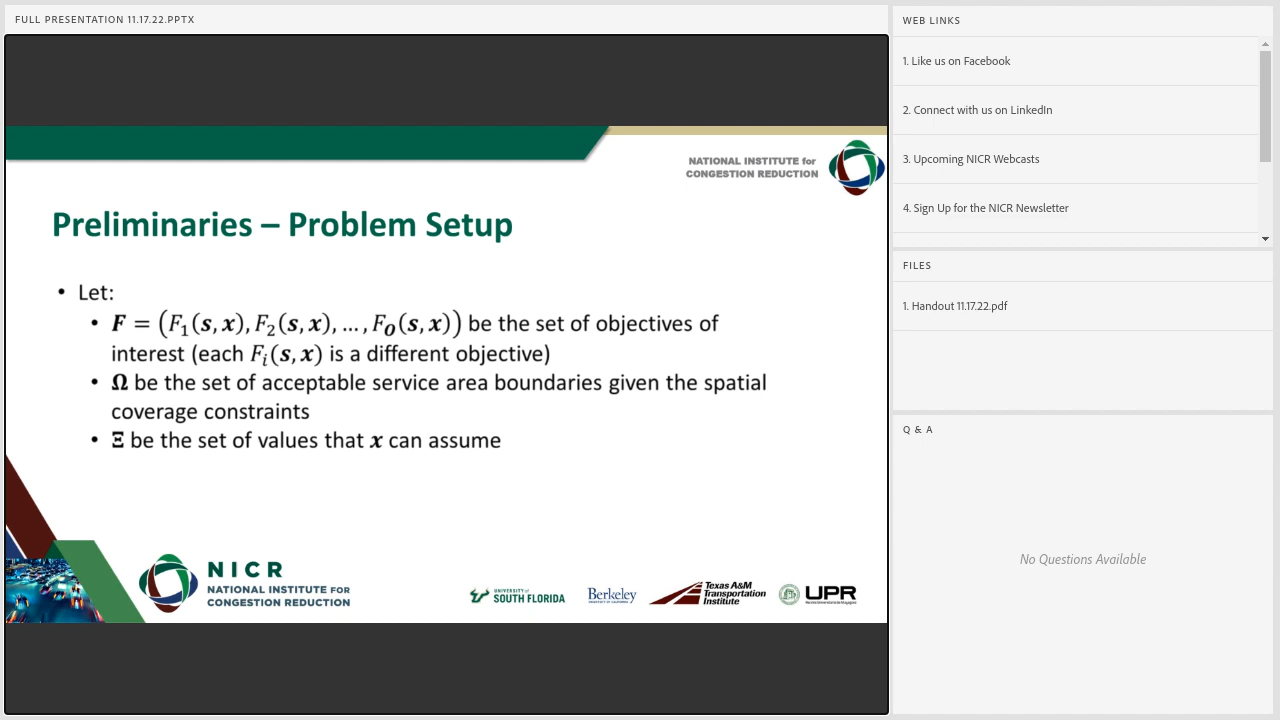 FULL PRESENTATION 11.17.22.PPTX
NATIONAL INSTITUTE for
CONGESTION REDUCTION
Preliminaries – Problem Setup
• Let:
• F = (F₁(s, x), F₂(s, x), … , F_O(s, x)) be the set of objectives of
interest (each Fᵢ(s, x) is a different objective)
• Ω be the set of acceptable service area boundaries given the spatial
coverage constraints
• Ξ be the set of values that x can assume
NICR
NATIONAL INSTITUTE FOR
CONGESTION REDUCTION
UNIVERSITY of
SOUTH FLORIDA
Berkeley
UNIVERSITY OF CALIFORNIA
Texas A&M
Transportation
Institute
UPR
WEB LINKS
1. Like us on Facebook
2. Connect with us on LinkedIn
3. Upcoming NICR Webcasts
4. Sign Up for the NICR Newsletter
FILES
1. Handout 11.17.22.pdf
Q & A
No Questions Available